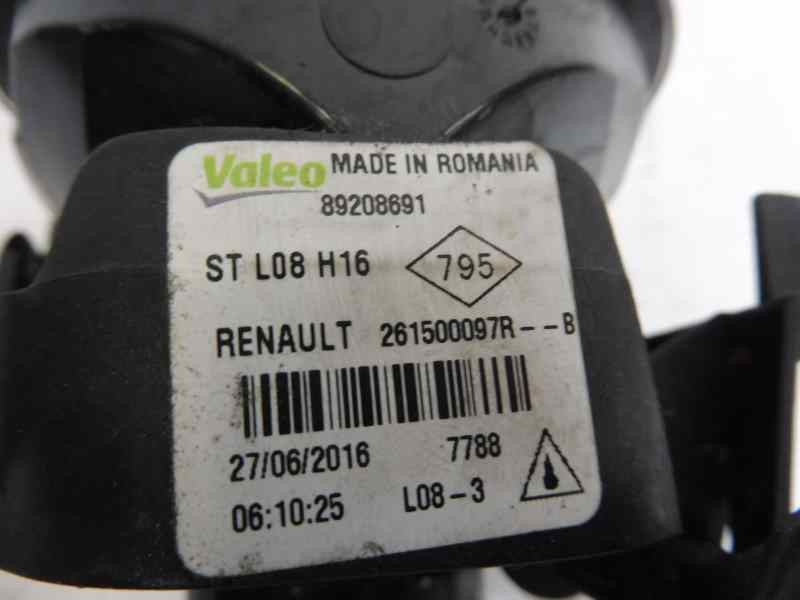 Valeo MADE IN ROMANIA
89208691
ST L08 H16 795
RENAULT 261500097R--B
27/06/2016 7788
06:10:25 L08-3